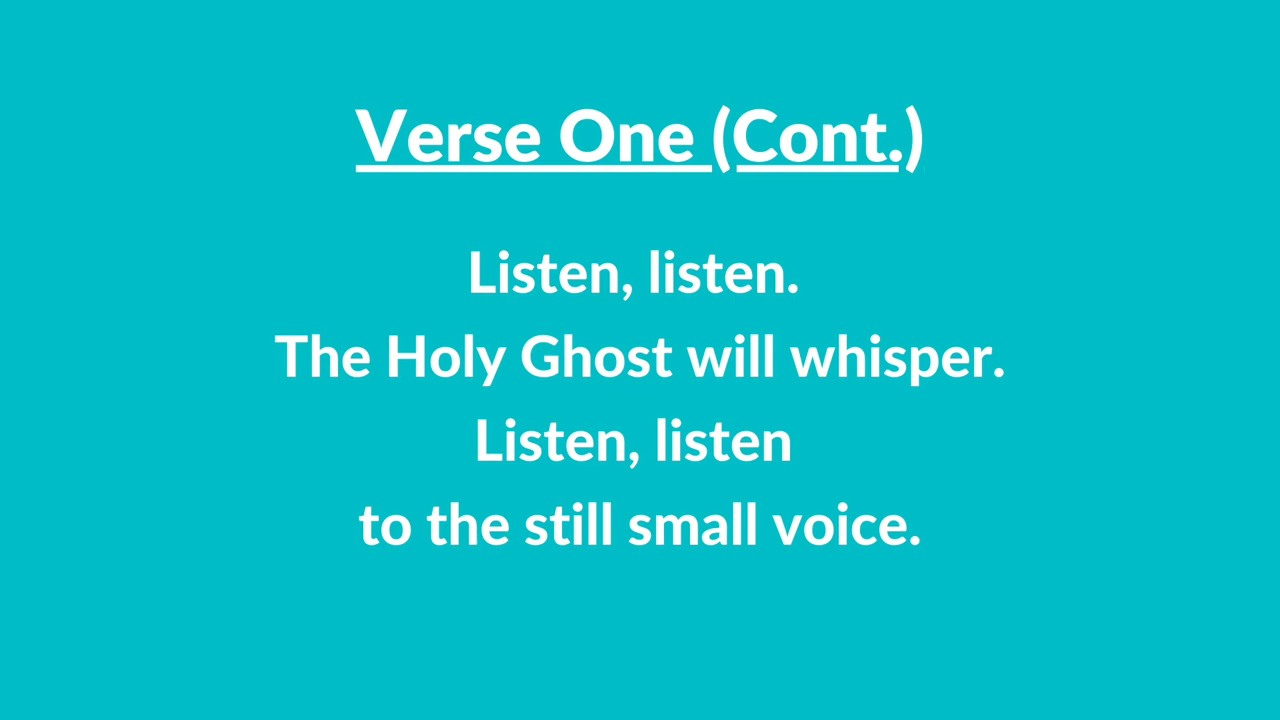 Verse One (Cont.)
Listen, listen.
The Holy Ghost will whisper.
Listen, listen
to the still small voice.